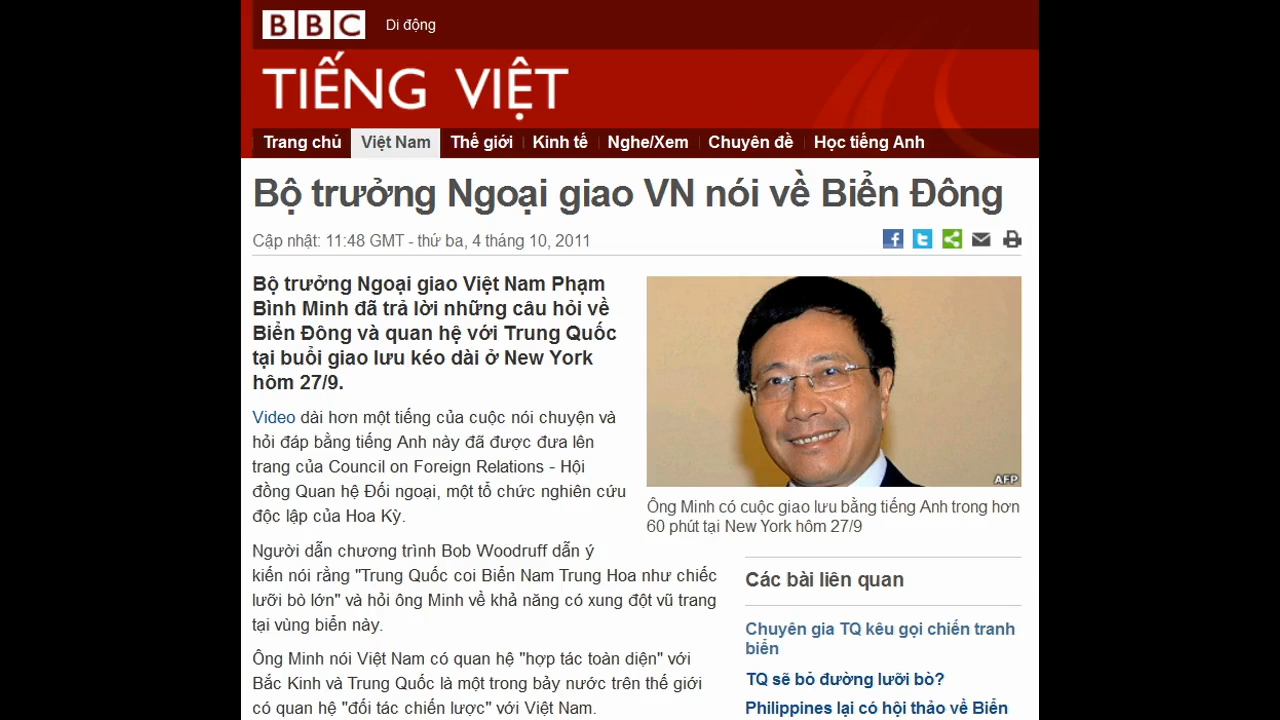 BBC Di động
TIẾNG VIỆT
Trang chủ Việt Nam Thế giới Kinh tế Nghe/Xem Chuyên đề Học tiếng Anh
Bộ trưởng Ngoại giao VN nói về Biển Đông
Cập nhật: 11:48 GMT - thứ ba, 4 tháng 10, 2011
Bộ trưởng Ngoại giao Việt Nam Phạm
Bình Minh đã trả lời những câu hỏi về
Biển Đông và quan hệ với Trung Quốc
tại buổi giao lưu kéo dài ở New York
hôm 27/9.
Video dài hơn một tiếng của cuộc nói chuyện và
hỏi đáp bằng tiếng Anh này đã được đưa lên
trang của Council on Foreign Relations - Hội
đồng Quan hệ Đối ngoại, một tổ chức nghiên cứu
độc lập của Hoa Kỳ.
Người dẫn chương trình Bob Woodruff dẫn ý
kiến nói rằng "Trung Quốc coi Biển Nam Trung Hoa như chiếc
lưỡi bò lớn" và hỏi ông Minh về khả năng có xung đột vũ trang
tại vùng biển này.
Ông Minh nói Việt Nam có quan hệ "hợp tác toàn diện" với
Bắc Kinh và Trung Quốc là một trong bảy nước trên thế giới
có quan hệ "đối tác chiến lược" với Việt Nam.
AFP
Ông Minh có cuộc giao lưu bằng tiếng Anh trong hơn
60 phút tại New York hôm 27/9
Các bài liên quan
Chuyên gia TQ kêu gọi chiến tranh
biển
TQ sẽ bỏ đường lưỡi bò?
Philippines lại có hội thảo về Biển